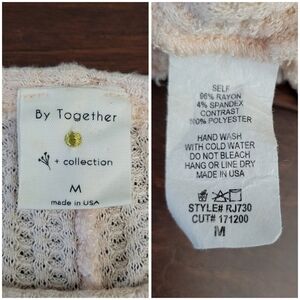 By Together
+ collection
M
made in USA
SELF
96% RAYON
4% SPANDEX
CONTRAST
100% POLYESTER
HAND WASH
WITH COLD WATER
DO NOT BLEACH
HANG OR LINE DRY
MADE IN USA
STYLE# RJ730
CUT# 171200
M